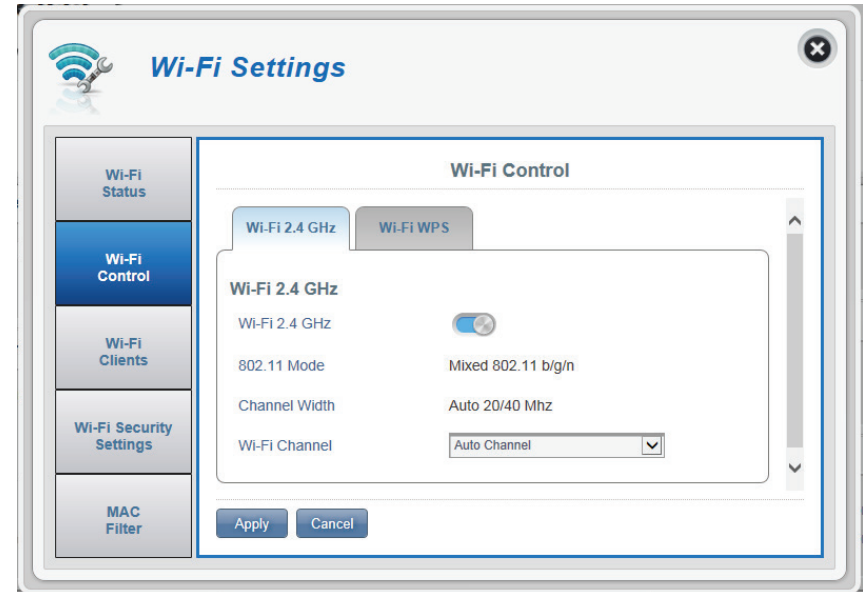 Wi-Fi Settings
Wi-Fi
Status
Wi-Fi
Control
Wi-Fi
Clients
Wi-Fi Security
Settings
MAC
Filter
Wi-Fi Control
Wi-Fi 2.4 GHz
Wi-Fi WPS
Wi-Fi 2.4 GHz
Wi-Fi 2.4 GHz
802.11 Mode Mixed 802.11 b/g/n
Channel Width Auto 20/40 Mhz
Wi-Fi Channel Auto Channel
Apply Cancel